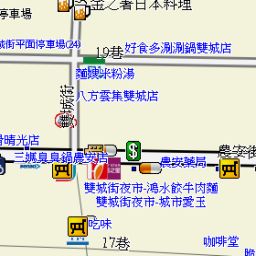 金之善日本料理
停車場
城街平面停車場(24)
19巷
好食多涮涮鍋雙城店
麵線米粉湯
八方雲集雙城店
雙城街
晴光店
三媽臭臭鍋農安店
農安藥局
農安街
雙城街夜市-鴻水餃牛肉麵
雙城街夜市-城市愛玉
吃味
17巷
咖啡堂